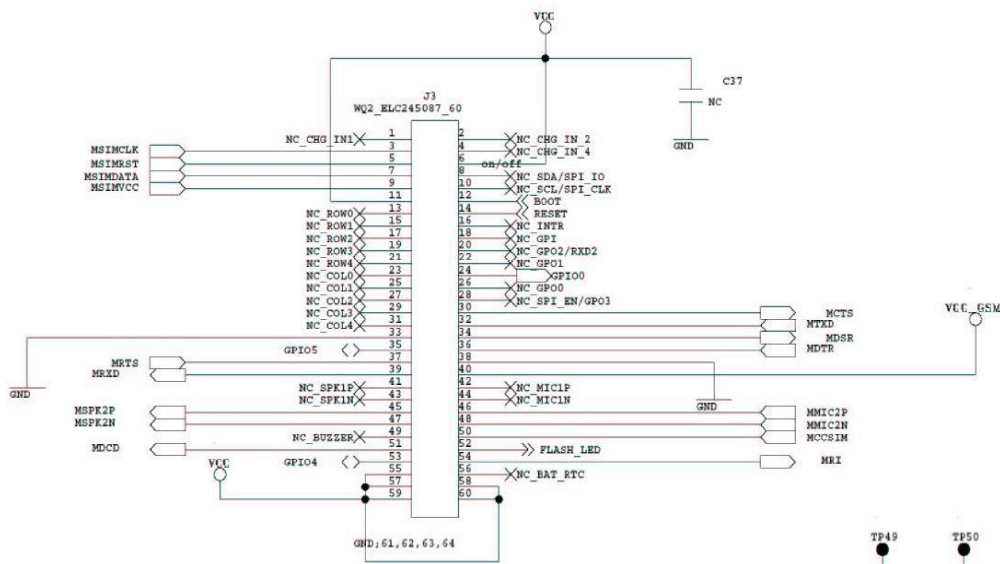 VCC
C37
NC
GND
J3
WQ2_ELC245087_60
NC_CHG_IN1 1 2 NC_CHG_IN_2
MSIMCLK 3 4 NC_CHG_IN_4
MSIMRST 5 6
on/off
MSIMDATA 7 8 NC_SDA/SPI_IO
MSIMVCC 9 10 NC_SCL/SPI_CLK
11 12 BOOT
NC_ROW0 13 14 RESET
NC_ROW1 15 16 NC_INTR
NC_ROW2 17 18 NC_GPI
NC_ROW3 19 20 NC_GPO2/RXD2
NC_ROW4 21 22 NC_GPO1
NC_COL0 23 24 GPIO0
NC_COL1 25 26 NC_GPO0
NC_COL2 27 28 NC_SPI_EN/GPO3
NC_COL3 29 30 MCTS
NC_COL4 31 32 MTXD
33 34 MDSR
GPIO5 35 36 MDTR
MRTS 37 38
MRXD 39 40 VCC_GSM
GND
GND
NC_SPK1P 41 42 NC_MIC1P
NC_SPK1N 43 44 NC_MIC1N
MSPK2P 45 46 MMIC2P
MSPK2N 47 48 MMIC2N
NC_BUZZER 49 50 MCCSIM
MDCD 51 52 FLASH_LED
GPIO4 53 54 MRI
VCC
55 56 NC_BAT_RTC
57 58
59 60
GND;61,62,63,64
TP49 TP50